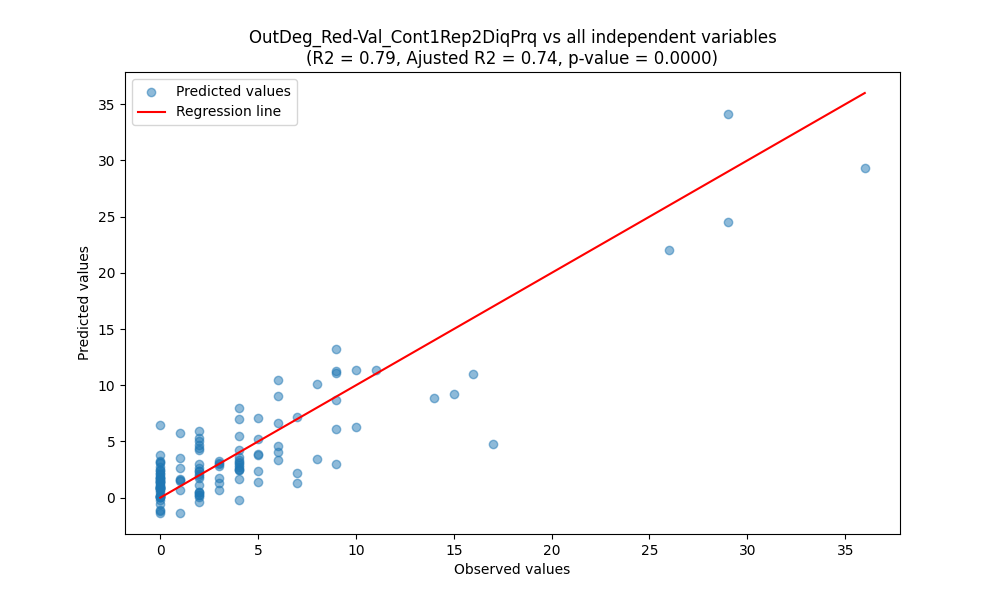 OutDeg_Red-Val_Cont1Rep2DiqPrq vs all independent variables
(R2 = 0.79, Ajusted R2 = 0.74, p-value = 0.0000)
Predicted values
Regression line
35
30
25
20
15
10
5
0
Predicted values
0 5 10 15 20 25 30 35
Observed values